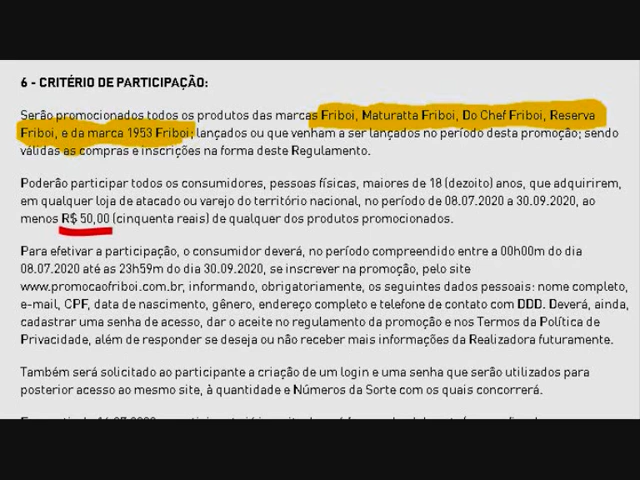 6 - CRITÉRIO DE PARTICIPAÇÃO:
Serão promocionados todos os produtos das marcas Friboi, Maturatta Friboi, Do Chef Friboi, Reserva
Friboi, e da marca 1953 Friboi; lançados ou que venham a ser lançados no período desta promoção; sendo
válidas as compras e inscrições na forma deste Regulamento.
Poderão participar todos os consumidores, pessoas físicas, maiores de 18 (dezoito) anos, que adquirirem,
em qualquer loja de atacado ou varejo do território nacional, no período de 08.07.2020 a 30.09.2020, ao
menos R$ 50,00 (cinquenta reais) de qualquer dos produtos promocionados.
Para efetivar a participação, o consumidor deverá, no período compreendido entre a 00h00m do dia
08.07.2020 até as 23h59m do dia 30.09.2020, se inscrever na promoção, pelo site
www.promocaofriboi.com.br, informando, obrigatoriamente, os seguintes dados pessoais: nome completo,
e-mail, CPF, data de nascimento, gênero, endereço completo e telefone de contato com DDD. Deverá, ainda,
cadastrar uma senha de acesso, dar o aceite no regulamento da promoção e nos Termos da Política de
Privacidade, além de responder se deseja ou não receber mais informações da Realizadora futuramente.
Também será solicitado ao participante a criação de um login e uma senha que serão utilizados para
posterior acesso ao mesmo site, à quantidade e Números da Sorte com os quais concorrerá.